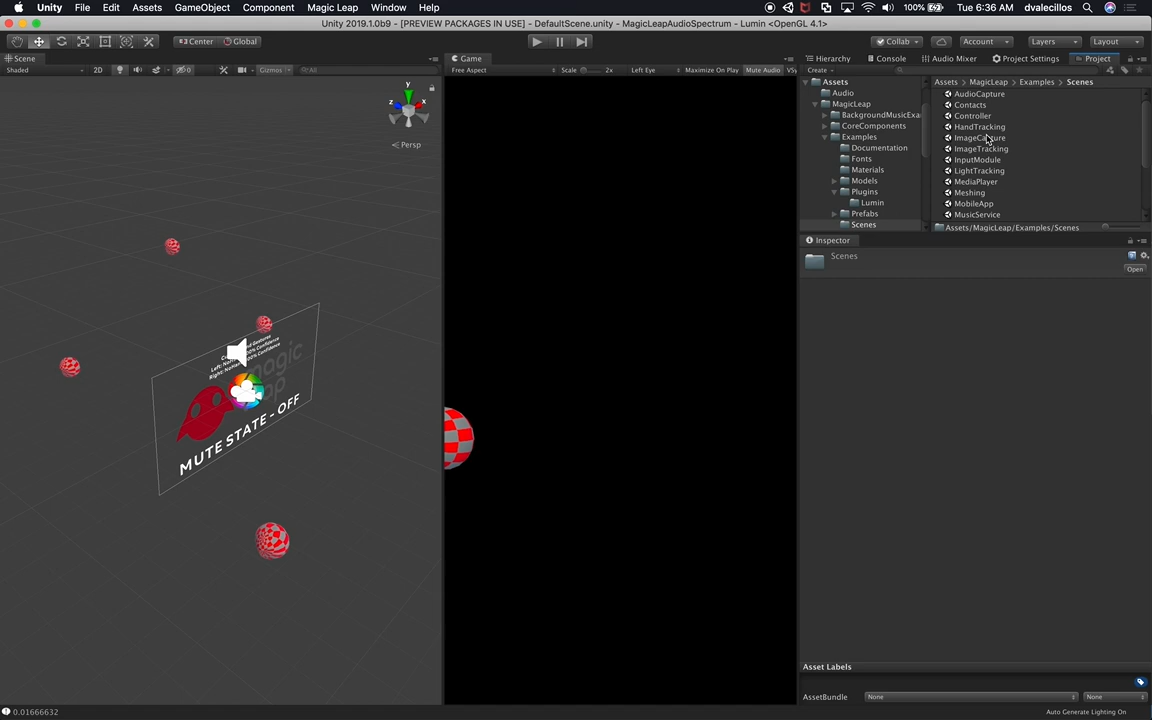 Unity File Edit Assets GameObject Component Magic Leap Window Help 100% Tue 6:36 AM dvalecillos
Unity 2019.1.0b9 - [PREVIEW PACKAGES IN USE] - DefaultScene.unity - MagicLeapAudioSpectrum - Lumin <OpenGL 4.1>
Center Global Collab Account Layers Layout
Scene
Shaded 2D 0 Gizmos All
y
z
x
Persp
Left:
Right:
magic
leap
MUTE STATE - OFF
Game
Free Aspect Scale 2x Left Eye Maximize On Play Mute Audio VSy
Hierarchy Console Audio Mixer Project Settings Project
Create
Assets
Audio
MagicLeap
BackgroundMusicExa
CoreComponents
Examples
Documentation
Fonts
Materials
Models
Plugins
Lumin
Prefabs
Scenes
Assets MagicLeap Examples Scenes
AudioCapture
Contacts
Controller
HandTracking
ImageCapture
ImageTracking
InputModule
LightTracking
MediaPlayer
Meshing
MobileApp
MusicService
Assets/MagicLeap/Examples/Scenes
Inspector
Scenes
Open
Asset Labels
AssetBundle None None
0.01666632
Auto Generate Lighting On